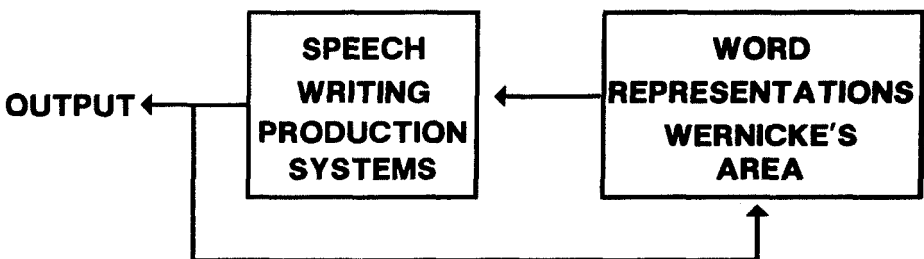 OUTPUT
SPEECH
WRITING
PRODUCTION
SYSTEMS
WORD
REPRESENTATIONS
WERNICKE'S
AREA